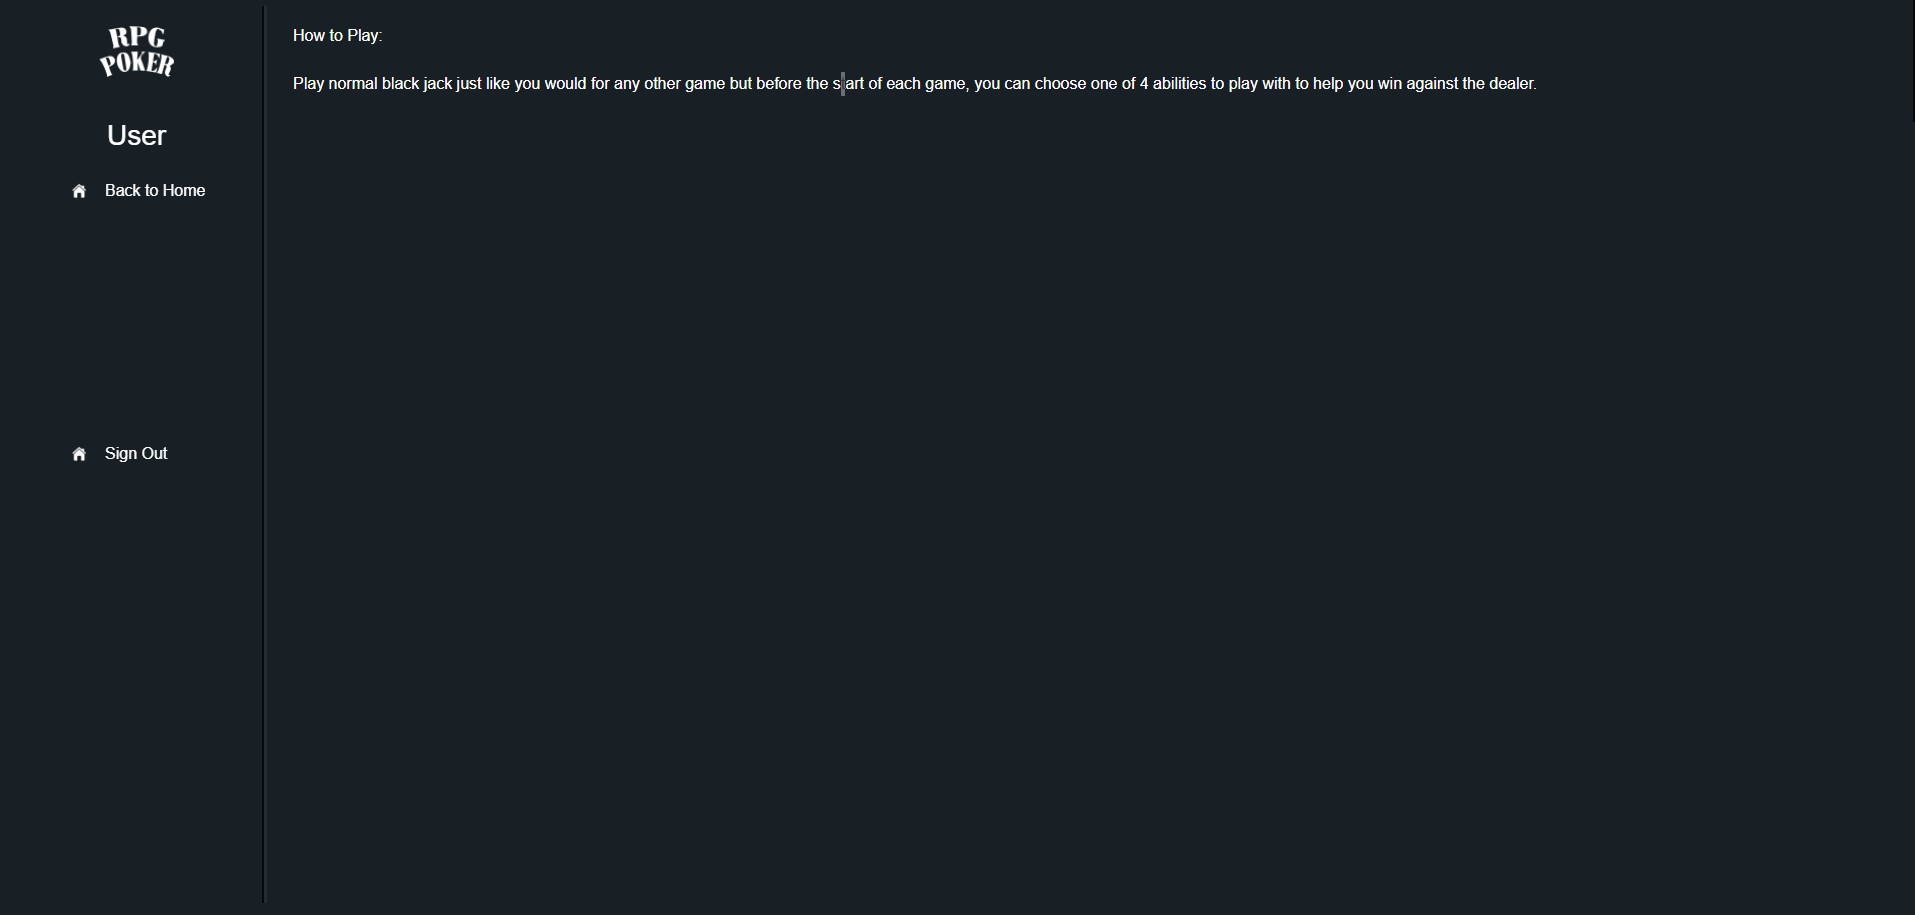 RPG
POKER
User
Back to Home
Sign Out
How to Play:
Play normal black jack just like you would for any other game but before the start of each game, you can choose one of 4 abilities to play with to help you win against the dealer.